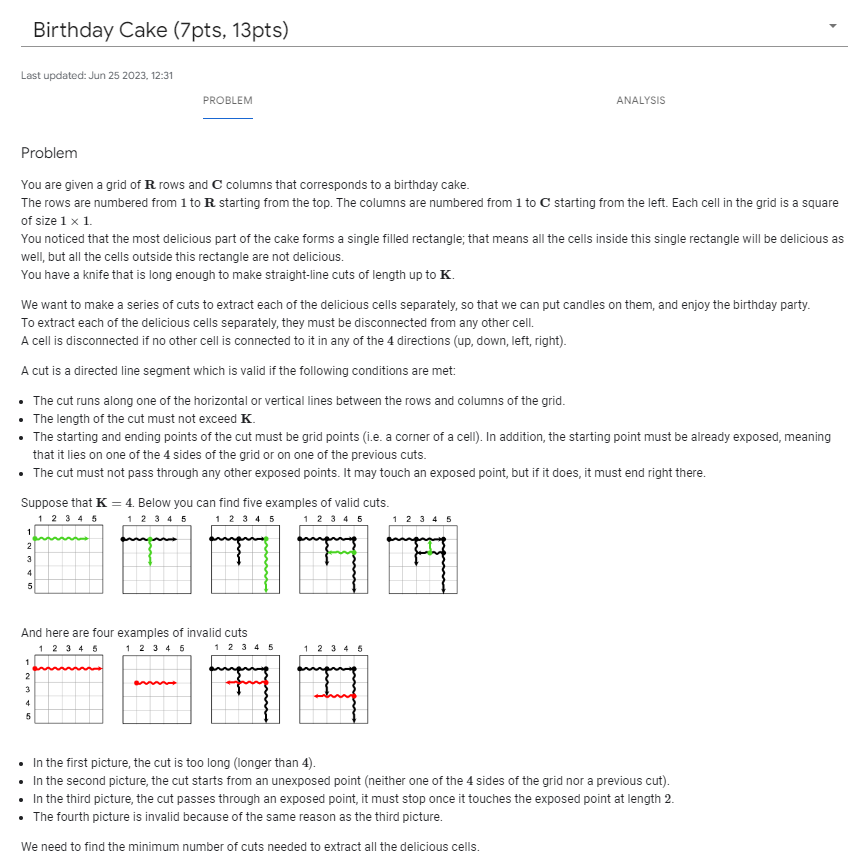 Birthday Cake (7pts, 13pts)
Last updated: Jun 25 2023, 12:31
PROBLEM
ANALYSIS
Problem
You are given a grid of R rows and C columns that corresponds to a birthday cake.
The rows are numbered from 1 to R starting from the top. The columns are numbered from 1 to C starting from the left. Each cell in the grid is a square
of size 1 × 1.
You noticed that the most delicious part of the cake forms a single filled rectangle; that means all the cells inside this single rectangle will be delicious as
well, but all the cells outside this rectangle are not delicious.
You have a knife that is long enough to make straight-line cuts of length up to K.
We want to make a series of cuts to extract each of the delicious cells separately, so that we can put candles on them, and enjoy the birthday party.
To extract each of the delicious cells separately, they must be disconnected from any other cell.
A cell is disconnected if no other cell is connected to it in any of the 4 directions (up, down, left, right).
A cut is a directed line segment which is valid if the following conditions are met:
• The cut runs along one of the horizontal or vertical lines between the rows and columns of the grid.
• The length of the cut must not exceed K.
• The starting and ending points of the cut must be grid points (i.e. a corner of a cell). In addition, the starting point must be already exposed, meaning
that it lies on one of the 4 sides of the grid or on one of the previous cuts.
• The cut must not pass through any other exposed points. It may touch an exposed point, but if it does, it must end right there.
Suppose that K = 4. Below you can find five examples of valid cuts.
1 2 3 4 5 1 2 3 4 5 1 2 3 4 5 1 2 3 4 5 1 2 3 4 5
1
2
3
4
5
And here are four examples of invalid cuts
1 2 3 4 5 1 2 3 4 5 1 2 3 4 5 1 2 3 4 5
1
2
3
4
5
• In the first picture, the cut is too long (longer than 4).
• In the second picture, the cut starts from an unexposed point (neither one of the 4 sides of the grid nor a previous cut).
• In the third picture, the cut passes through an exposed point, it must stop once it touches the exposed point at length 2.
• The fourth picture is invalid because of the same reason as the third picture.
We need to find the minimum number of cuts needed to extract all the delicious cells.